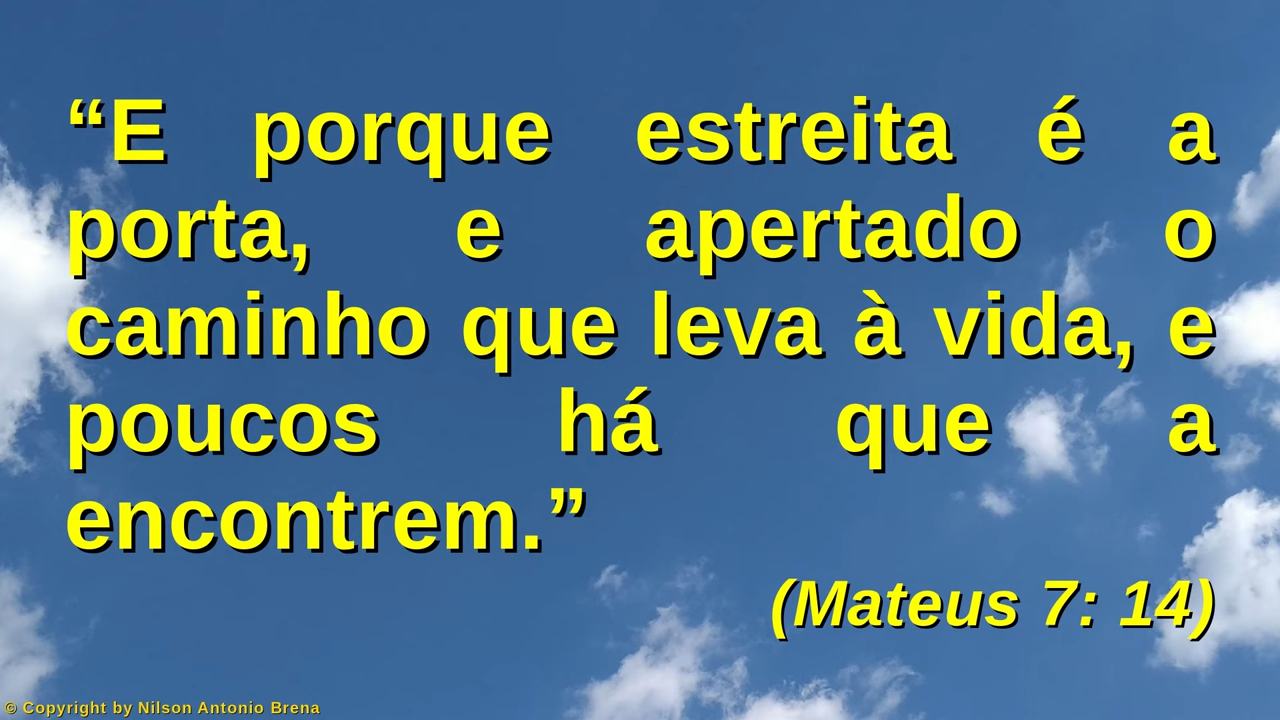 “E porque estreita é a
porta, e apertado o
caminho que leva à vida, e
poucos há que a
encontrem.”
(Mateus 7: 14)
© Copyright by Nilson Antonio Brena